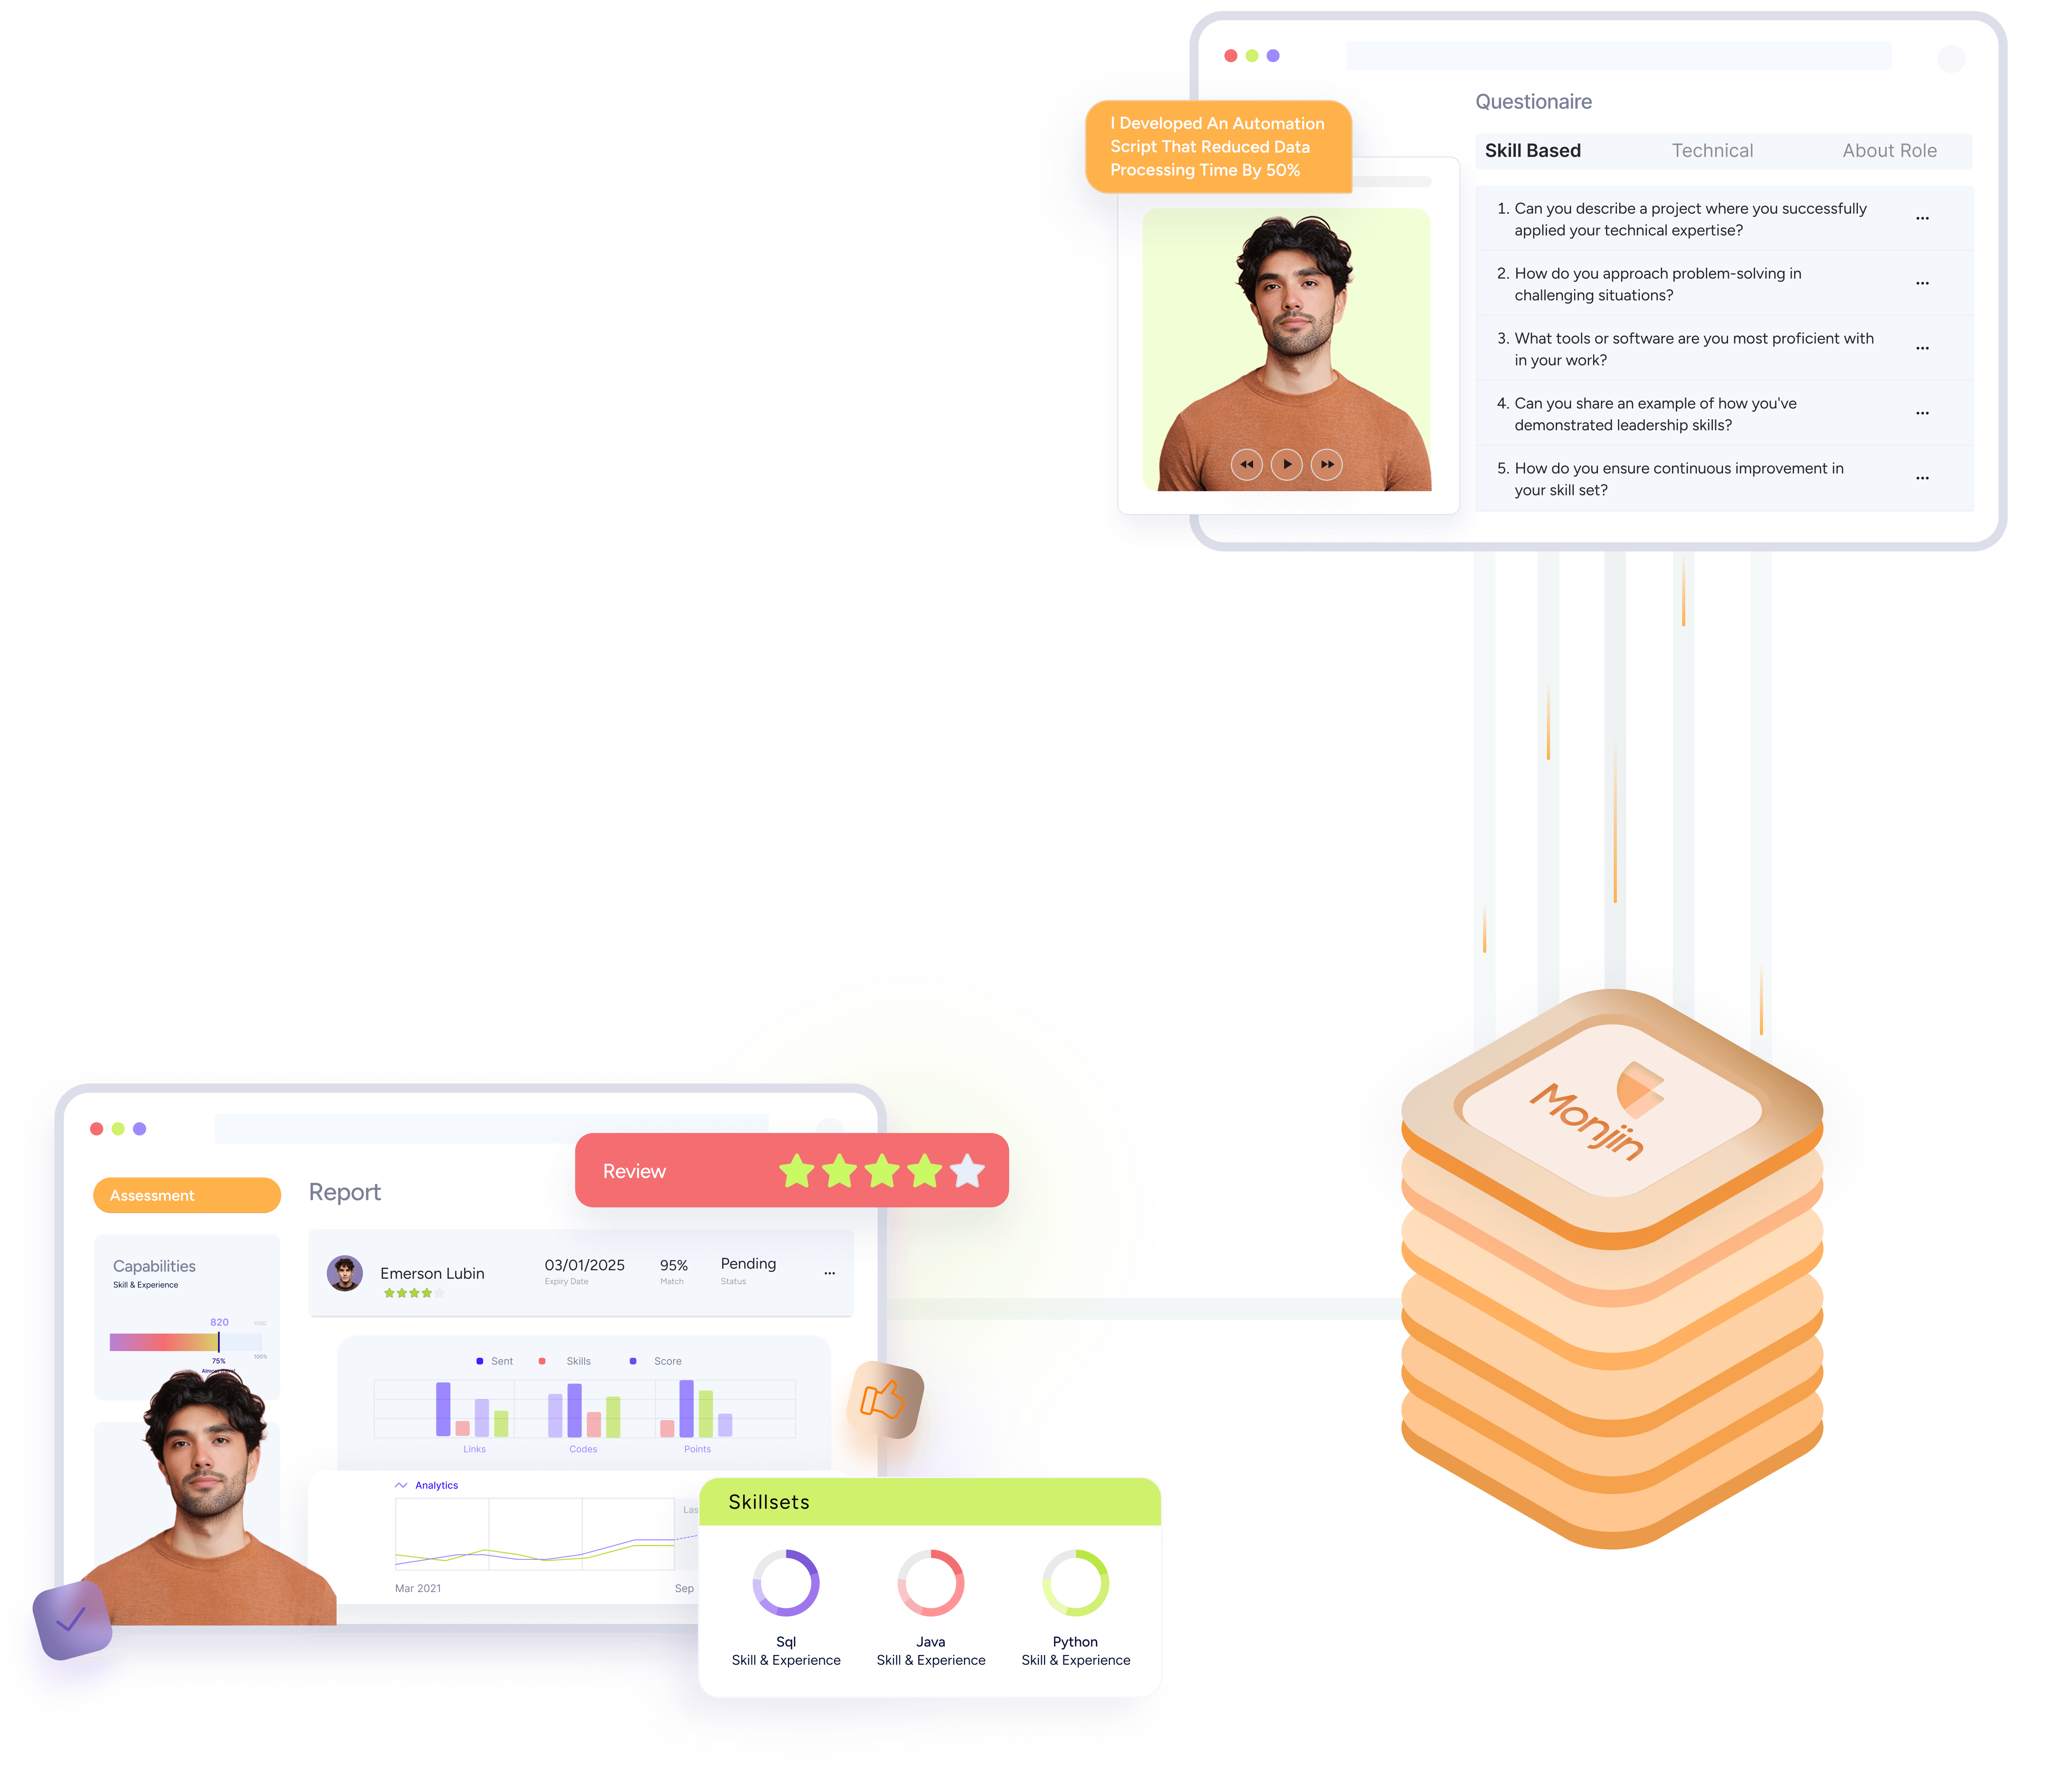 Questionaire
I Developed An Automation
Script That Reduced Data
Processing Time By 50%
Skill Based
Technical
About Role
1. Can you describe a project where you successfully
applied your technical expertise?
2. How do you approach problem-solving in
challenging situations?
3. What tools or software are you most proficient with
in your work?
4. Can you share an example of how you've
demonstrated leadership skills?
5. How do you ensure continuous improvement in
your skill set?
Monjin
Review
Assessment
Report
Capabilities
Skill & Experience
820
75%
100%
Emerson Lubin
03/01/2025
Expiry Date
95%
Match
Pending
Status
Sent
Skills
Score
Links
Codes
Points
Analytics
Las
Mar 2021
Sep
Skillsets
Sql
Skill & Experience
Java
Skill & Experience
Python
Skill & Experience